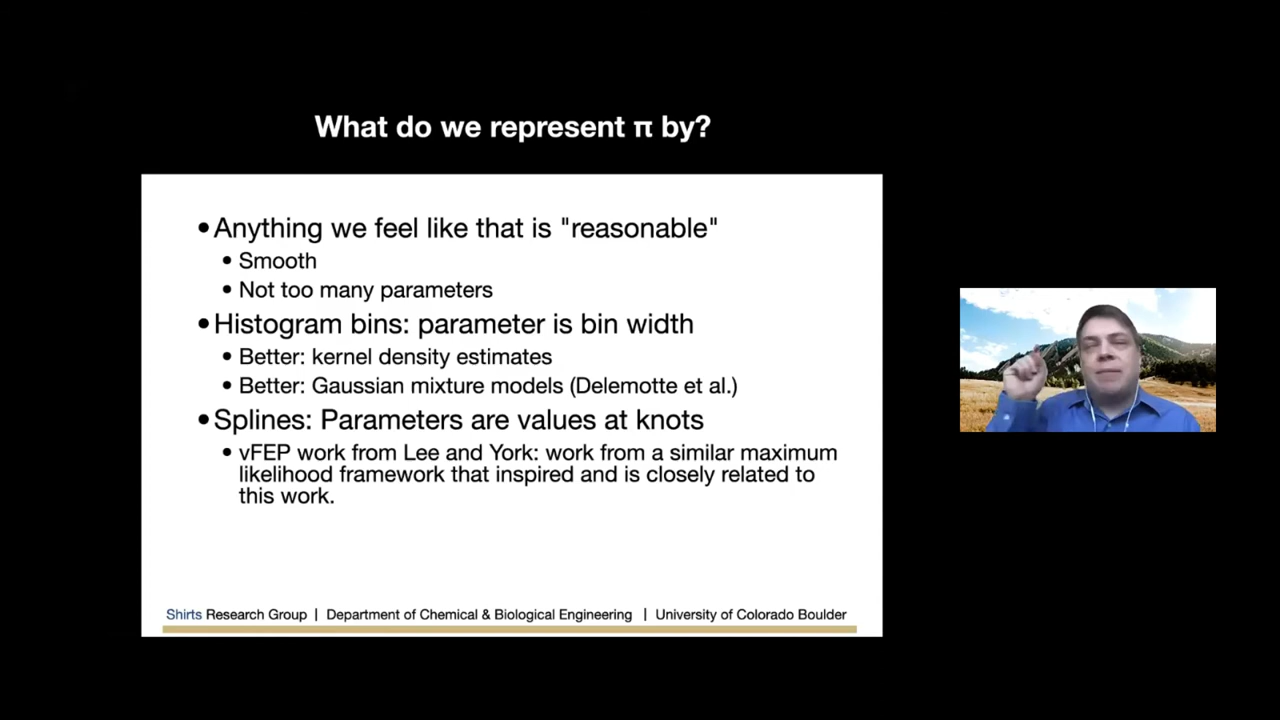 What do we represent π by?
•Anything we feel like that is "reasonable"
• Smooth
• Not too many parameters
•Histogram bins: parameter is bin width
• Better: kernel density estimates
• Better: Gaussian mixture models (Delemotte et al.)
•Splines: Parameters are values at knots
• vFEP work from Lee and York: work from a similar maximum
likelihood framework that inspired and is closely related to
this work.
Shirts Research Group | Department of Chemical & Biological Engineering | University of Colorado Boulder